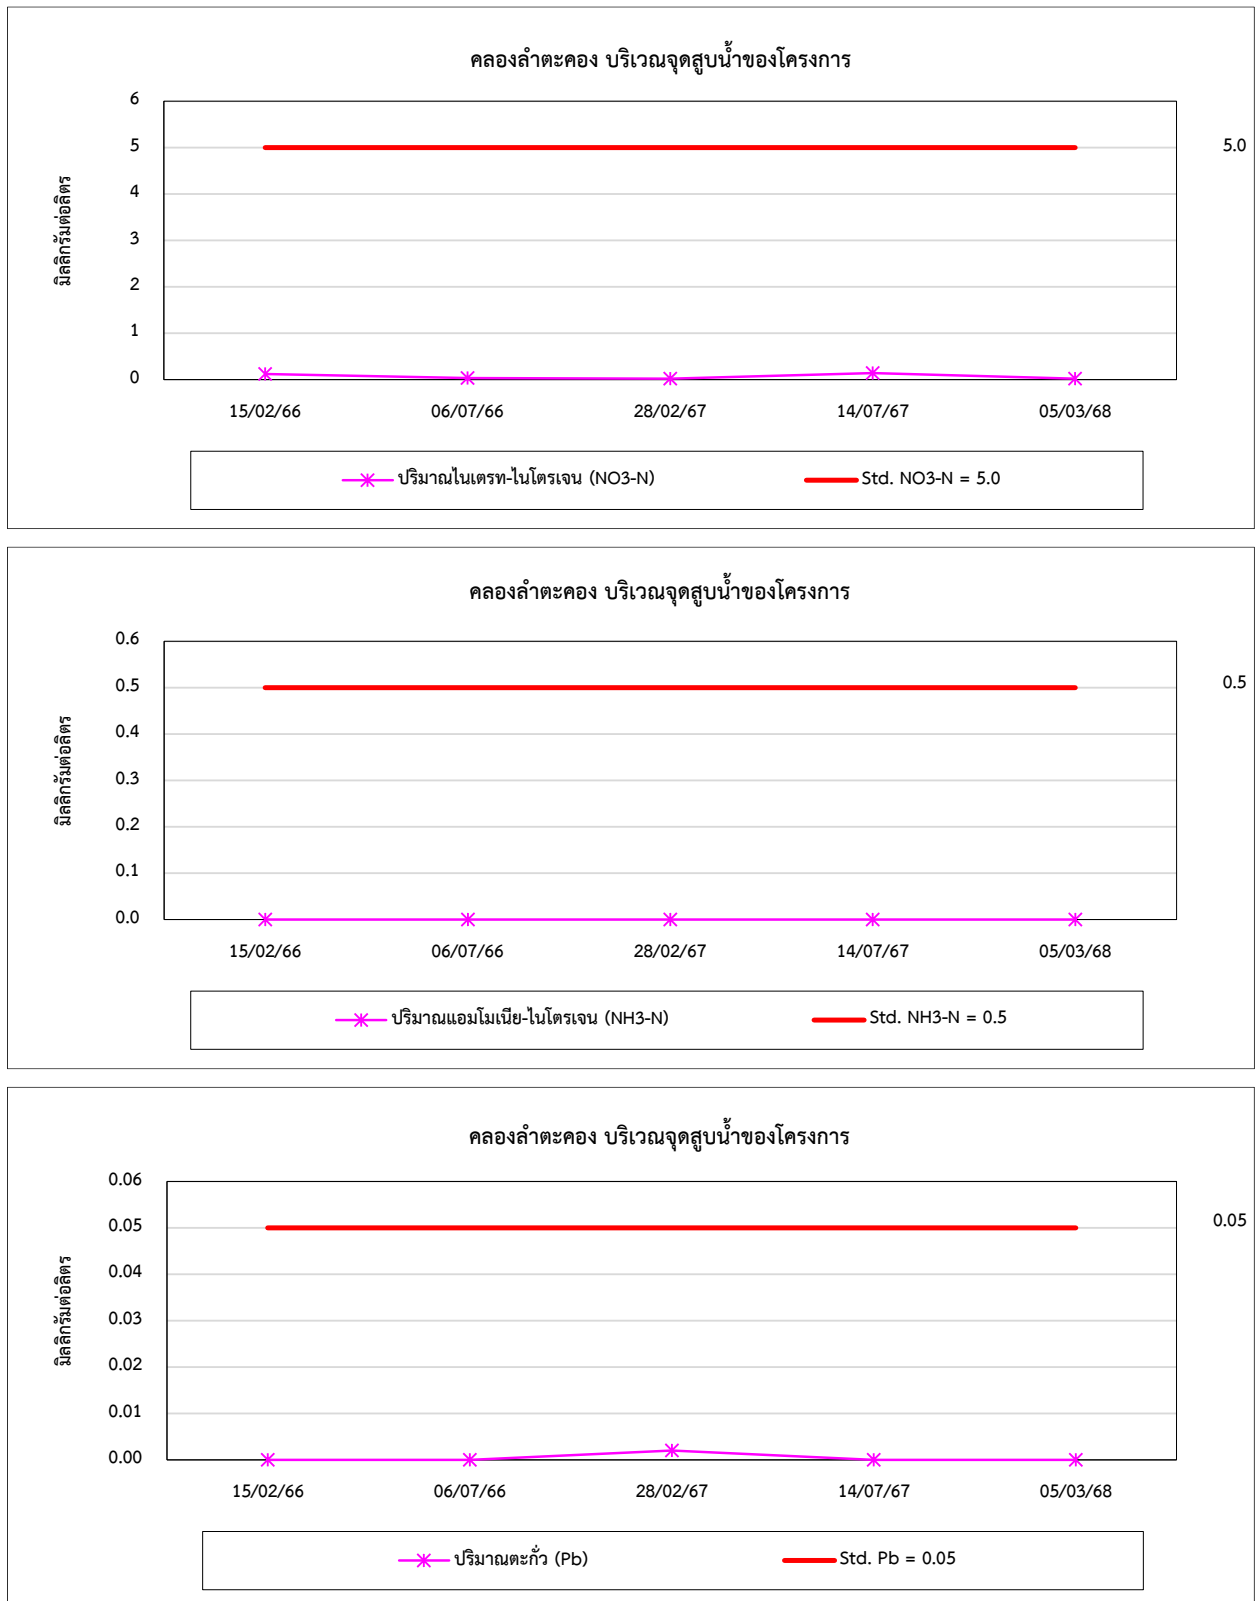 คลองลำตะคอง บริเวณจุดสูบน้ำของโครงการ
มิลลิกรัมต่อลิตร
6
5
4
3
2
1
0
5.0
15/02/66 06/07/66 28/02/67 14/07/67 05/03/68
ปริมาณไนเตรท-ไนโตรเจน (NO3-N) Std. NO3-N = 5.0
คลองลำตะคอง บริเวณจุดสูบน้ำของโครงการ
มิลลิกรัมต่อลิตร
0.6
0.5
0.4
0.3
0.2
0.1
0.0
0.5
15/02/66 06/07/66 28/02/67 14/07/67 05/03/68
ปริมาณแอมโมเนีย-ไนโตรเจน (NH3-N) Std. NH3-N = 0.5
คลองลำตะคอง บริเวณจุดสูบน้ำของโครงการ
มิลลิกรัมต่อลิตร
0.06
0.05
0.04
0.03
0.02
0.01
0.00
0.05
15/02/66 06/07/66 28/02/67 14/07/67 05/03/68
ปริมาณตะกั่ว (Pb) Std. Pb = 0.05